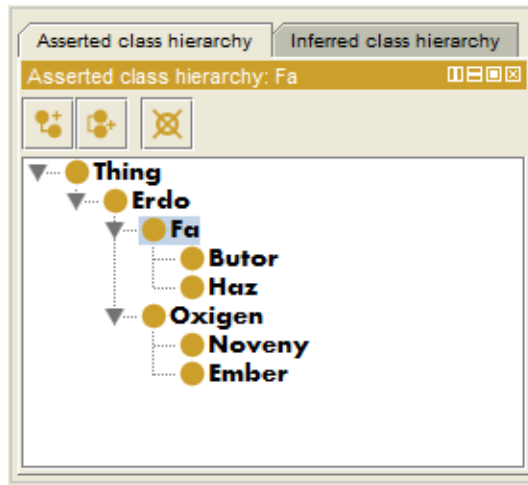 Asserted class hierarchy Inferred class hierarchy
Asserted class hierarchy: Fa
Thing
Erdo
Fa
Butor
Haz
Oxigen
Noveny
Ember